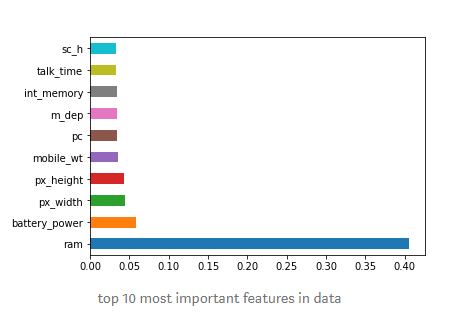 sc_h
talk_time
int_memory
m_dep
pc
mobile_wt
px_height
px_width
battery_power
ram
0.00 0.05 0.10 0.15 0.20 0.25 0.30 0.35 0.40
top 10 most important features in data